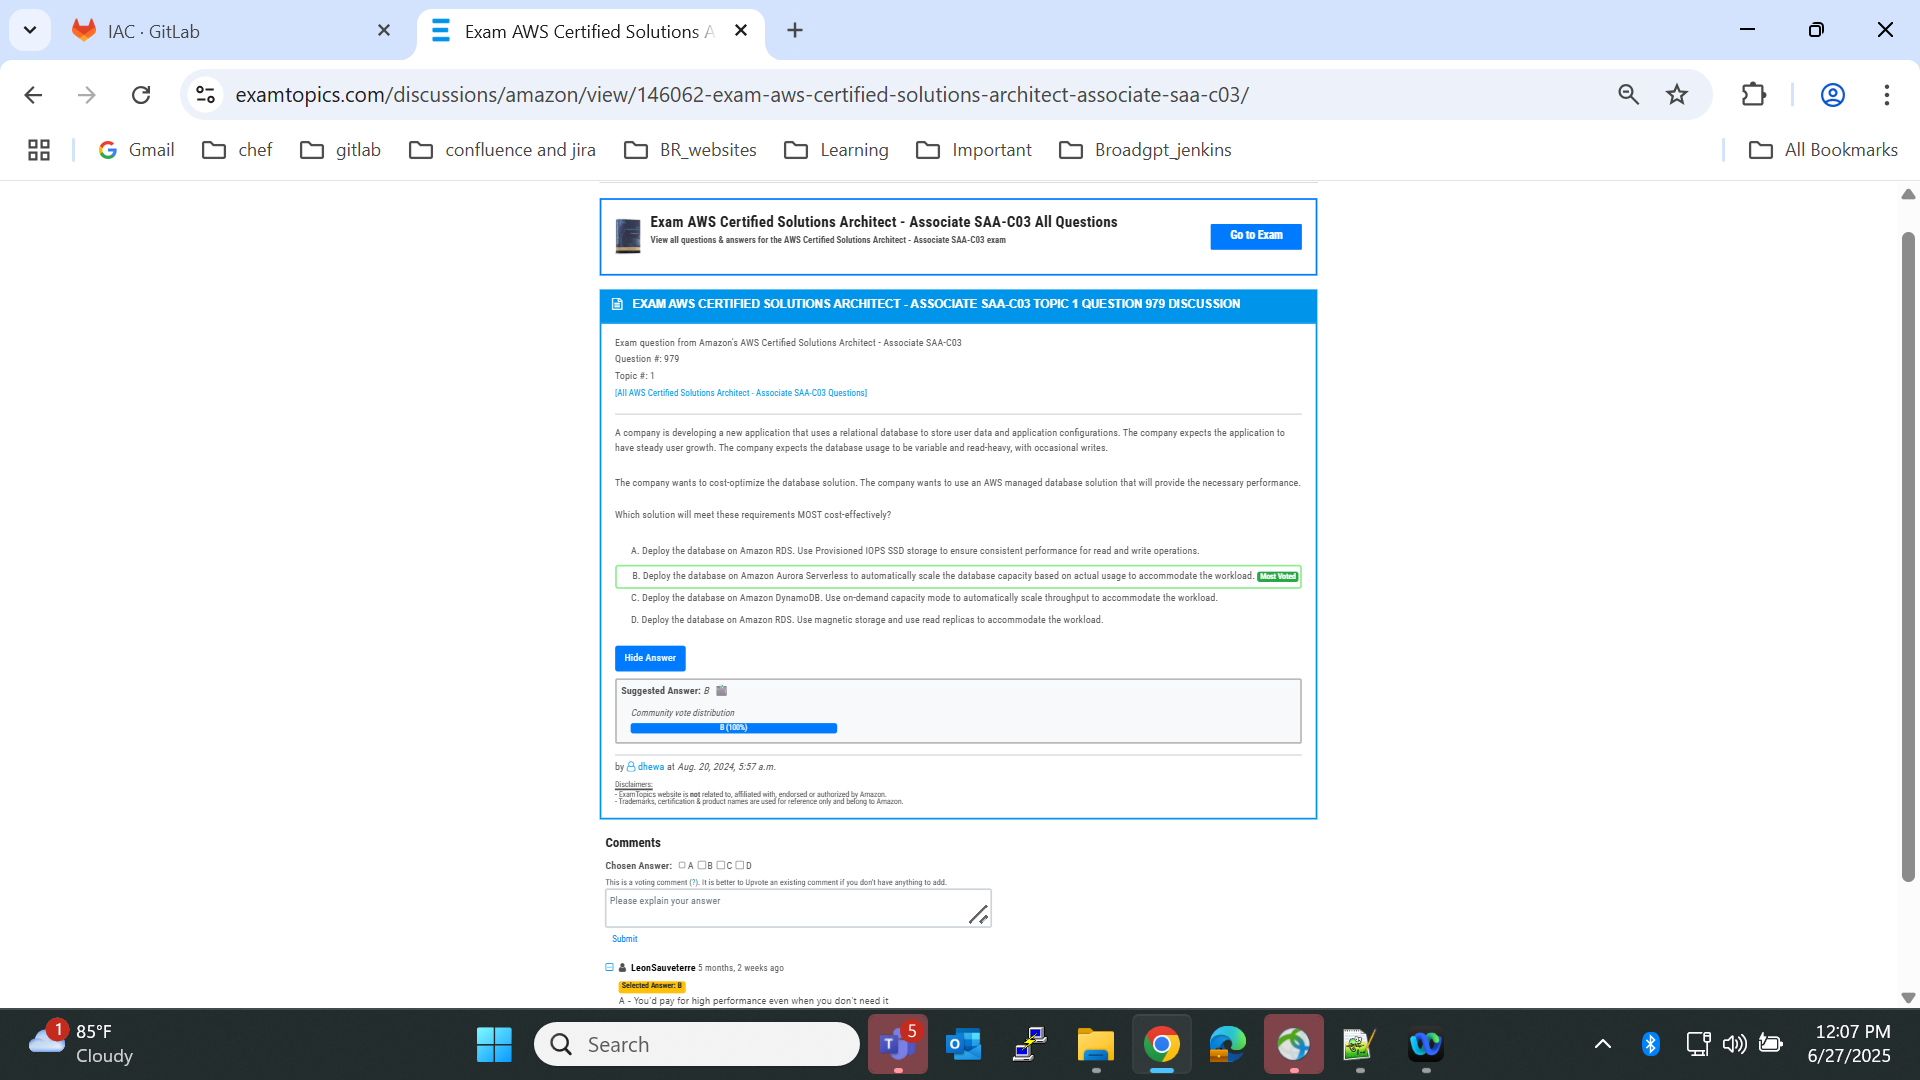 IAC · GitLab
Exam AWS Certified Solutions A
examtopics.com/discussions/amazon/view/146062-exam-aws-certified-solutions-architect-associate-saa-c03/
Gmail
chef
gitlab
confluence and jira
BR_websites
Learning
Important
Broadgpt_jenkins
All Bookmarks
Exam AWS Certified Solutions Architect - Associate SAA-C03 All Questions
View all questions & answers for the AWS Certified Solutions Architect - Associate SAA-C03 exam
Go to Exam
EXAM AWS CERTIFIED SOLUTIONS ARCHITECT - ASSOCIATE SAA-C03 TOPIC 1 QUESTION 979 DISCUSSION
Exam question from Amazon's AWS Certified Solutions Architect - Associate SAA-C03
Question #: 979
Topic #: 1
[All AWS Certified Solutions Architect - Associate SAA-C03 Questions]
A company is developing a new application that uses a relational database to store user data and application configurations. The company expects the application to
have steady user growth. The company expects the database usage to be variable and read-heavy, with occasional writes.
The company wants to cost-optimize the database solution. The company wants to use an AWS managed database solution that will provide the necessary performance.
Which solution will meet these requirements MOST cost-effectively?
A. Deploy the database on Amazon RDS. Use Provisioned IOPS SSD storage to ensure consistent performance for read and write operations.
B. Deploy the database on Amazon Aurora Serverless to automatically scale the database capacity based on actual usage to accommodate the workload. Most Voted
C. Deploy the database on Amazon DynamoDB. Use on-demand capacity mode to automatically scale throughput to accommodate the workload.
D. Deploy the database on Amazon RDS. Use magnetic storage and use read replicas to accommodate the workload.
Hide Answer
Suggested Answer: B
Community vote distribution
B (100%)
by dhewa at Aug. 20, 2024, 5:57 a.m.
Disclaimers:
- ExamTopics website is not related to, affiliated with, endorsed or authorized by Amazon.
- Trademarks, certification & product names are used for reference only and belong to Amazon.
Comments
Chosen Answer: A B C D
This is a voting comment (?). It is better to Upvote an existing comment if you don't have anything to add.
Please explain your answer
Submit
LeonSauveterre 5 months, 2 weeks ago
Selected Answer: B
A - You'd pay for high performance even when you don't need it
1
85°F
Cloudy
Search
5
12:07 PM
6/27/2025